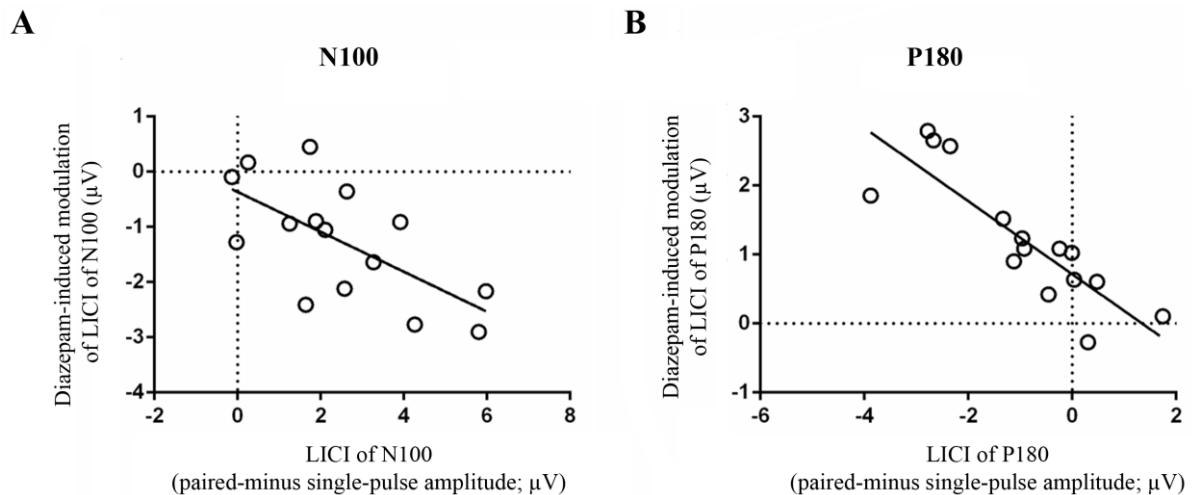 A
N100
Diazepam-induced modulation
of LICI of N100 (µV)
1
0
-1
-2
-3
-4
-2
0
2
4
6
8
LICI of N100
(paired-minus single-pulse amplitude; µV)
B
P180
Diazepam-induced modulation
of LICI of P180 (µV)
3
2
1
0
-1
-6
-4
-2
0
2
LICI of P180
(paired-minus single-pulse amplitude; µV)